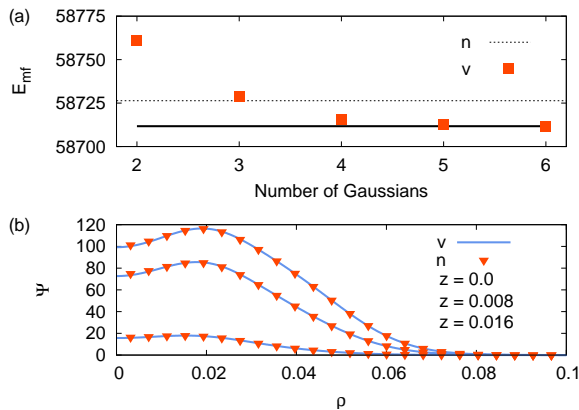 (a)
58775
58750
58725
58700
E_mf
n
v
2 3 4 5 6
Number of Gaussians
(b)
120
100
80
60
40
20
0
Ψ
v
n
z = 0.0
z = 0.008
z = 0.016
0 0.02 0.04 0.06 0.08 0.1
ρ